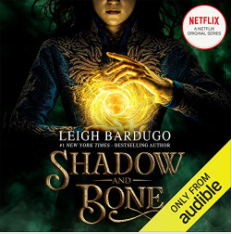 NETFLIX
A NETFLIX
ORIGINAL SERIES
LEIGH BARDUGO
#1 NEW YORK TIMES - BESTSELLING AUTHOR
SHADOW
AND
BONE
ONLY FROM
audible